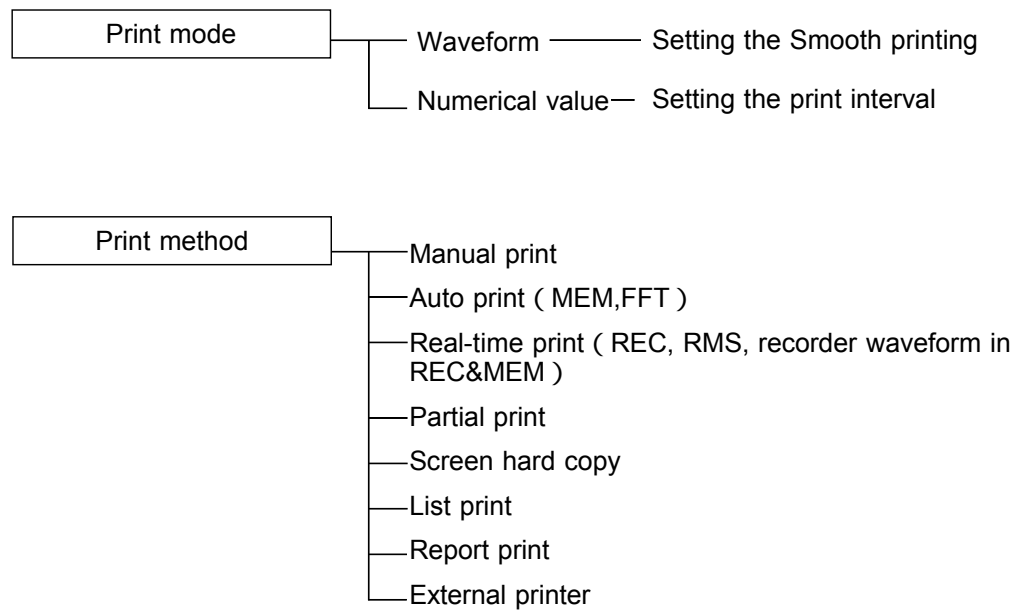 Print mode
Waveform Setting the Smooth printing
Numerical value Setting the print interval
Print method
Manual print
Auto print ( MEM,FFT )
Real-time print ( REC, RMS, recorder waveform in
REC&MEM )
Partial print
Screen hard copy
List print
Report print
External printer